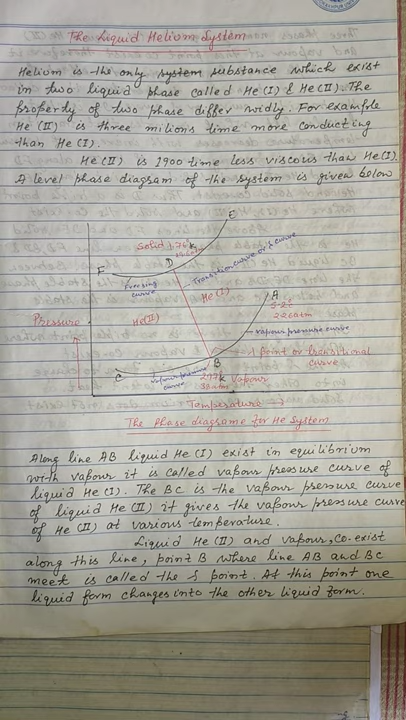 The Liquid Helium System
Helium is the only system substance which exist
in two liquid phase called He (I) & He (II). The
property of two phase differ widly. For example
He (II) is three milions time more conducting
than He (I).
He (II) is 1900 time less viscous than He (I).
A level phase diagram of the system is given below
E
Solid
D
F
Freezing
curve
Transition curve or λ curve
He (I)
A
5.2°
2.26 atm
Pressure
He (II)
vapour pressure curve
λ point or transitional
curve
B
C
vapour pressure
curve
Vapour
Temperature →
The Phase diagrame for He System
Along line AB liquid He (I) exist in equilibrium
with vapour it is called vapour pressure curve of
liquid He (I). The BC is the vapour pressure curve
of liquid He (II) it gives the vapour pressure curve
of He (II) at various temperature.
Liquid He (II) and vapour, co-exist
along this line, point B where line AB and BC
meet is called the λ point. At this point one
liquid form changes into the other liquid form.